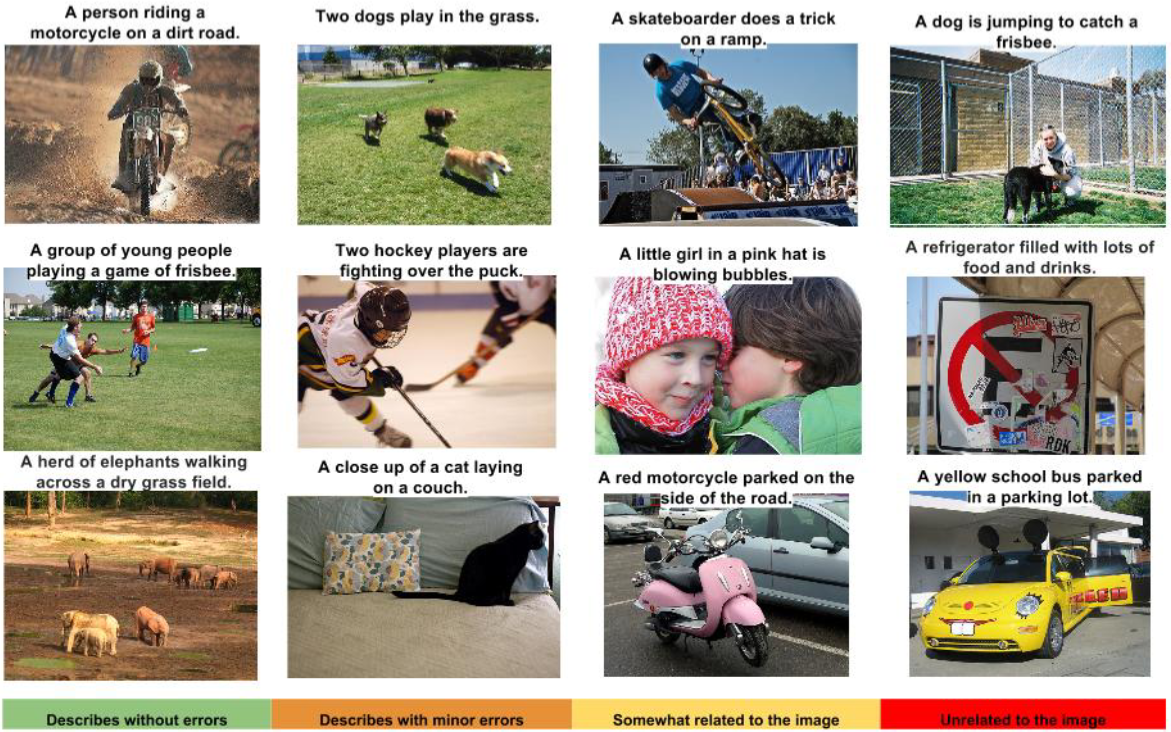 A person riding a
motorcycle on a dirt road.
Two dogs play in the grass.
A skateboarder does a trick
on a ramp.
A dog is jumping to catch a
frisbee.
A group of young people
playing a game of frisbee.
Two hockey players are
fighting over the puck.
A little girl in a pink hat is
blowing bubbles.
A refrigerator filled with lots of
food and drinks.
RDK
A herd of elephants walking
across a dry grass field.
A close up of a cat laying
on a couch.
A red motorcycle parked on the
side of the road.
A yellow school bus parked
in a parking lot.
Describes without errors
Describes with minor errors
Somewhat related to the image
Unrelated to the image